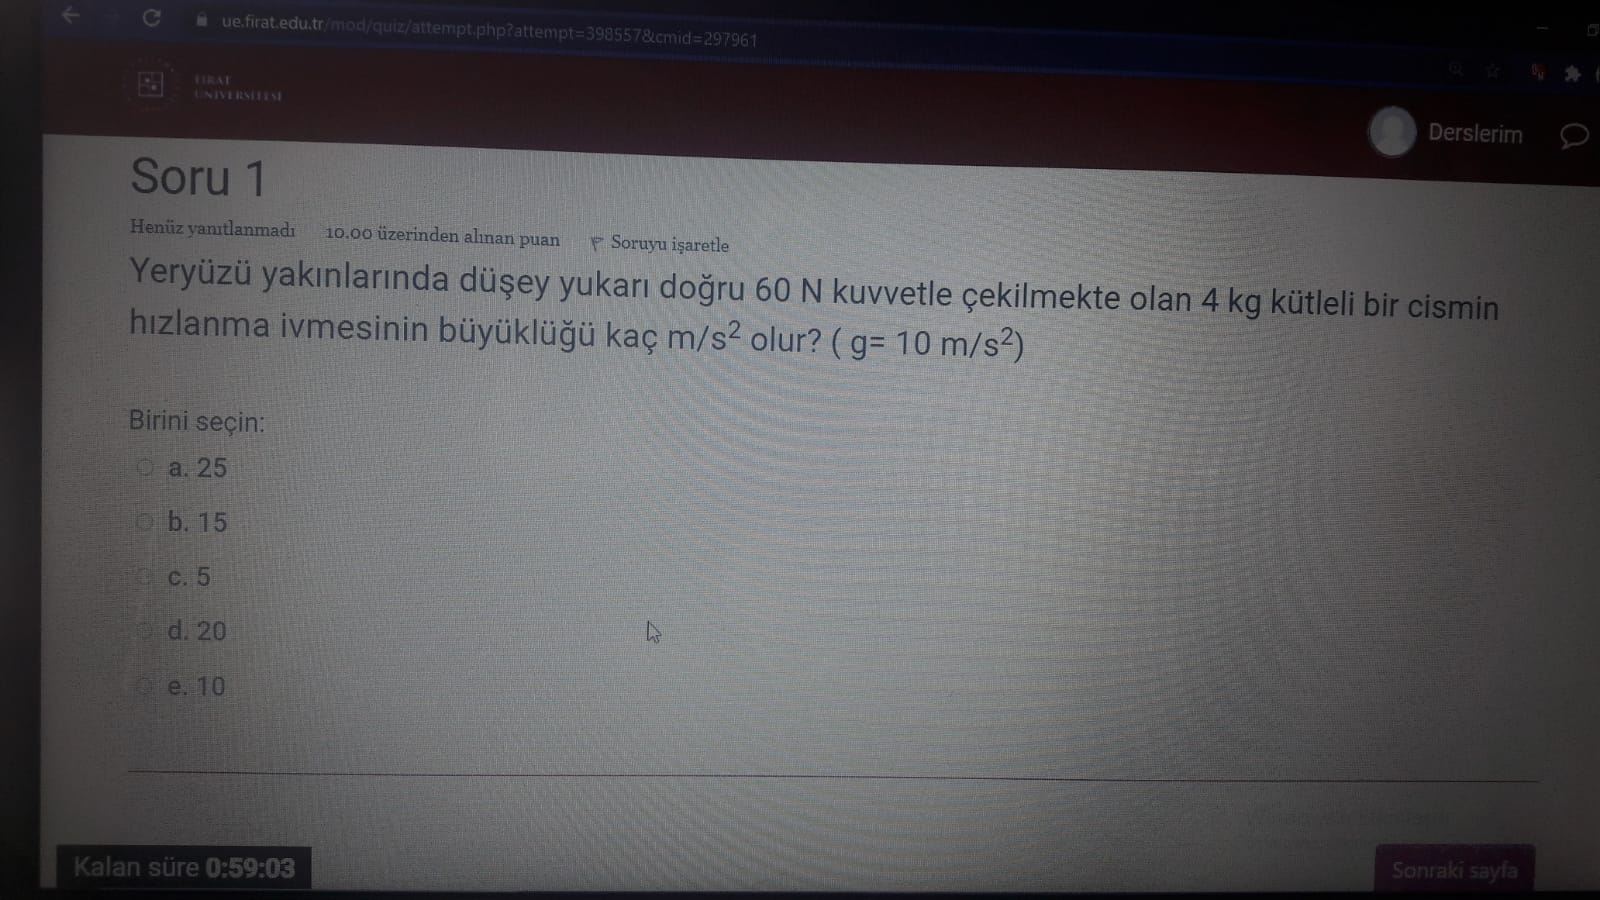 ue.firat.edu.tr/mod/quiz/attempt.php?attempt=398557&cmid=297961
FIRAT
ÜNİVERSİTESİ
Derslerim
Soru 1
Henüz yanıtlanmadı 10.00 üzerinden alınan puan Soruyu işaretle
Yeryüzü yakınlarında düşey yukarı doğru 60 N kuvvetle çekilmekte olan 4 kg kütleli bir cismin
hızlanma ivmesinin büyüklüğü kaç m/s² olur? ( g= 10 m/s²)
Birini seçin:
a. 25
b. 15
c. 5
d. 20
e. 10
Kalan süre 0:59:03
Sonraki sayfa